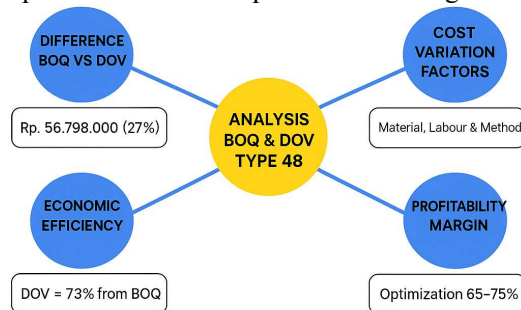 DIFFERENCE
BOQ VS DOV
Rp. 56.798.000 (27%)
COST
VARIATION
FACTORS
Material, Labour & Method
ANALYSIS
BOQ & DOV
TYPE 48
ECONOMIC
EFFICIENCY
DOV = 73% from BOQ
PROFITABILITY
MARGIN
Optimization 65–75%